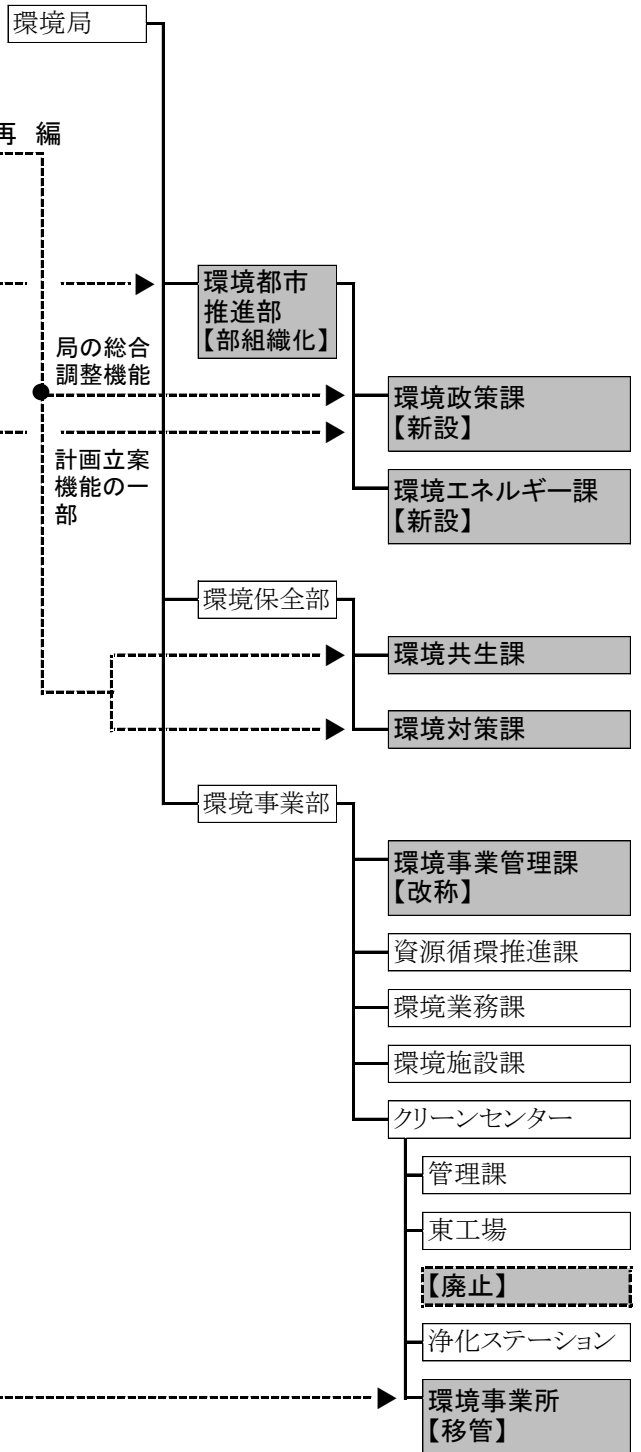 環境局
再 編
環境都市
推進部
【部組織化】
局の総合
調整機能
環境政策課
【新設】
計画立案
機能の一
部
環境エネルギー課
【新設】
環境保全部
環境共生課
環境対策課
環境事業部
環境事業管理課
【改称】
資源循環推進課
環境業務課
環境施設課
クリーンセンター
管理課
東工場
【廃止】
浄化ステーション
環境事業所
【移管】